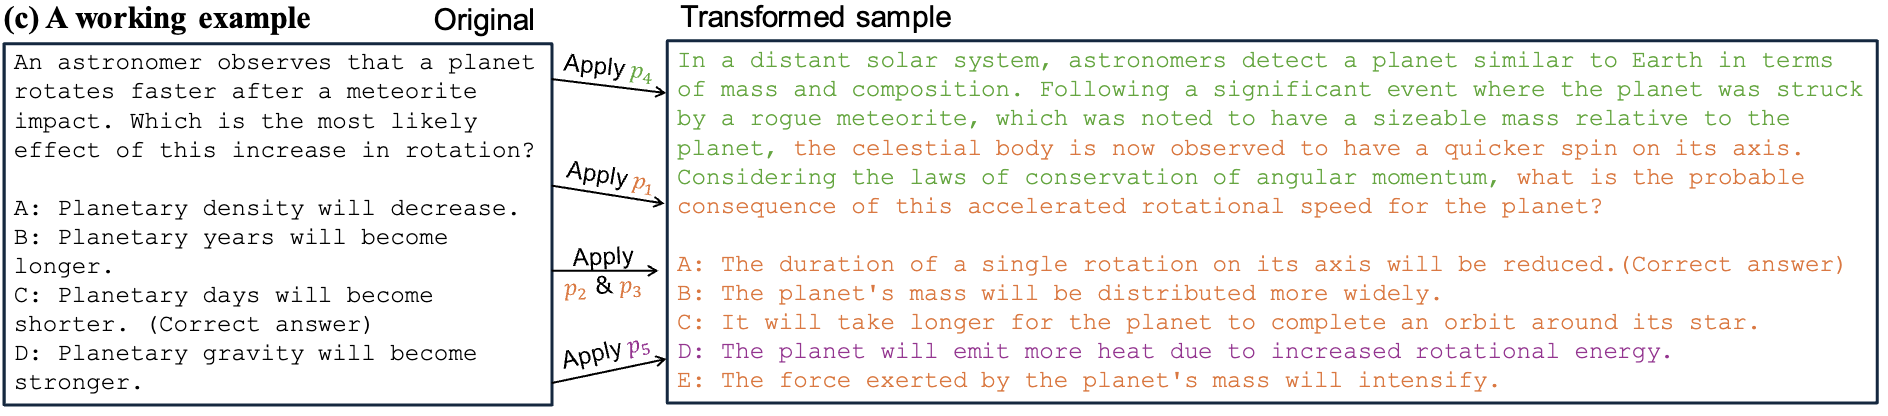 (c) A working example
Original
Transformed sample
An astronomer observes that a planet
rotates faster after a meteorite
impact. Which is the most likely
effect of this increase in rotation?
A: Planetary density will decrease.
B: Planetary years will become
longer.
C: Planetary days will become
shorter. (Correct answer)
D: Planetary gravity will become
stronger.
Apply p4
Apply p1
Apply
p2 & p3
Apply p5
In a distant solar system, astronomers detect a planet similar to Earth in terms
of mass and composition. Following a significant event where the planet was struck
by a rogue meteorite, which was noted to have a sizeable mass relative to the
planet, the celestial body is now observed to have a quicker spin on its axis.
Considering the laws of conservation of angular momentum, what is the probable
consequence of this accelerated rotational speed for the planet?
A: The duration of a single rotation on its axis will be reduced.(Correct answer)
B: The planet's mass will be distributed more widely.
C: It will take longer for the planet to complete an orbit around its star.
D: The planet will emit more heat due to increased rotational energy.
E: The force exerted by the planet's mass will intensify.